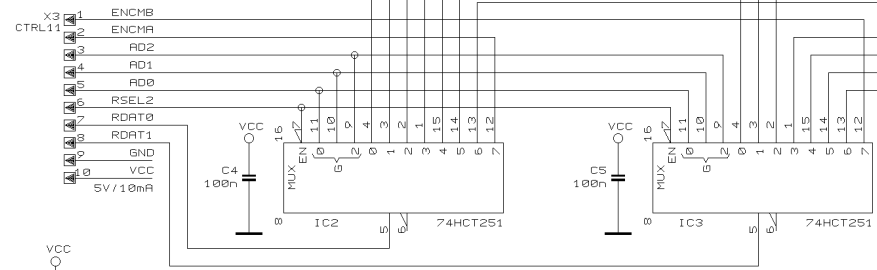 X3
CTRL11
1 ENCMB
2 ENCMA
3 AD2
4 AD1
5 AD0
6 RSEL2
7 RDAT0
8 RDAT1
9 GND
10 VCC
5V/10mA
VCC
C4
100n
16 7 11 10 9 4 3 2 1 15 14 13 12
MUX EN 0 G 2 0 1 2 3 4 5 6 7
8 IC2 5 6 74HCT251
VCC
C5
100n
16 7 11 10 9 4 3 2 1 15 14 13 12
MUX EN 0 G 2 0 1 2 3 4 5 6 7
8 IC3 5 6 74HCT251
VCC